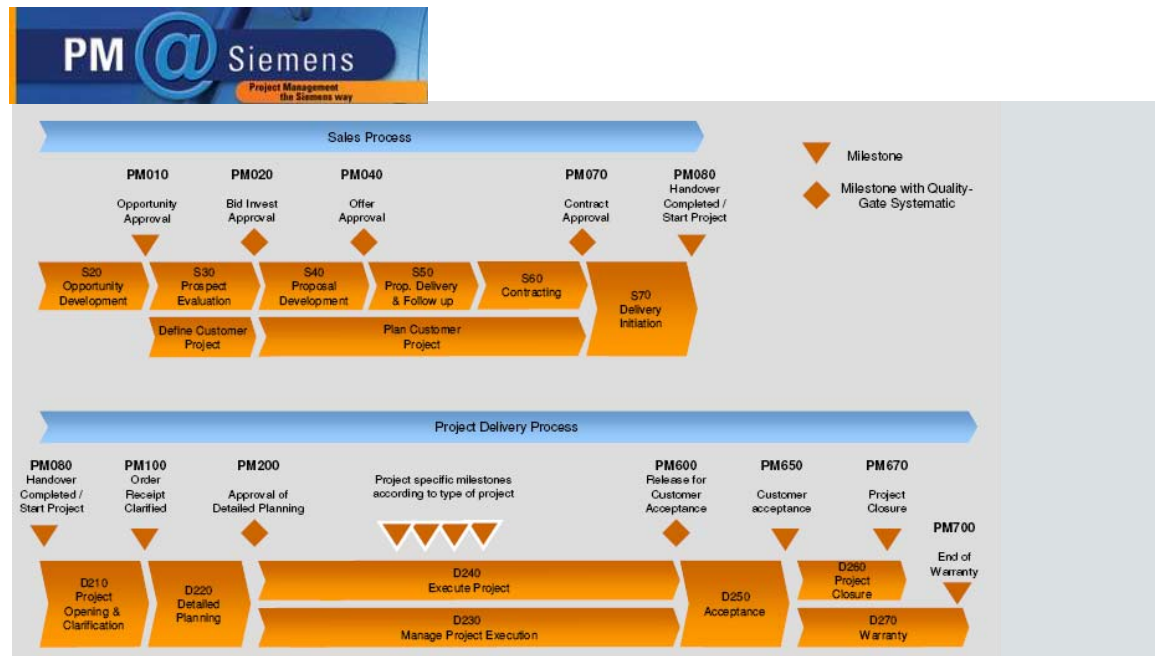 PM @ Siemens
Project Management
the Siemens way
Sales Process
PM010
Opportunity
Approval
PM020
Bid Invest
Approval
PM040
Offer
Approval
PM070
Contract
Approval
PM080
Handover
Completed /
Start Project
Milestone
Milestone with Quality-
Gate Systematic
S20
Opportunity
Development
S30
Prospect
Evaluation
S40
Proposal
Development
S50
Prop. Delivery
& Follow up
S60
Contracting
S70
Delivery
Initiation
Define Customer
Project
Plan Customer
Project
Project Delivery Process
PM080
Handover
Completed /
Start Project
PM100
Order
Receipt
Clarified
PM200
Approval of
Detailed Planning
Project specific milestones
according to type of project
PM600
Release for
Customer
Acceptance
PM650
Customer
acceptance
PM670
Project
Closure
PM700
End of
Warranty
D210
Project
Opening &
Clarification
D220
Detailed
Planning
D240
Execute Project
D230
Manage Project Execution
D250
Acceptance
D260
Project
Closure
D270
Warranty